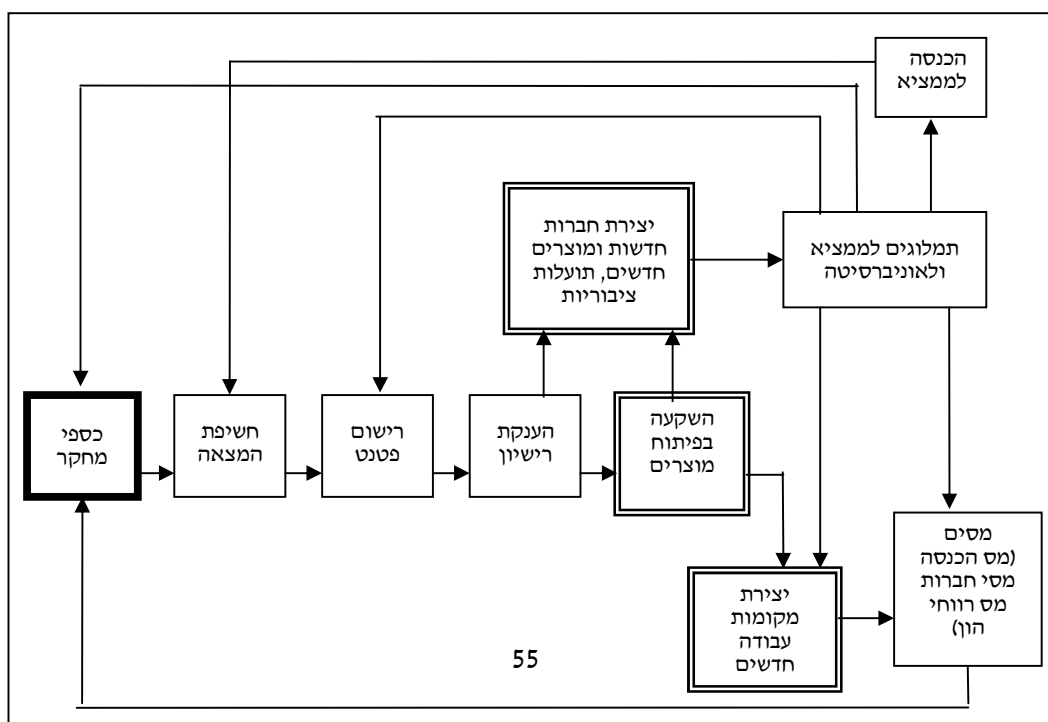 הכנסה
לממציא
יצירת חברות
חדשות ומוצרים
חדשים, תועלות
ציבוריות
תמלוגים לממציא
ולאוניברסיטה
כספי
מחקר
חשיפת
המצאה
רישום
פטנט
הענקת
רישיון
השקעה
בפיתוח
מוצרים
יצירת
מקומות
עבודה
חדשים
מסים
(מס הכנסה
מסי חברות
מס רווחי
הון)
55